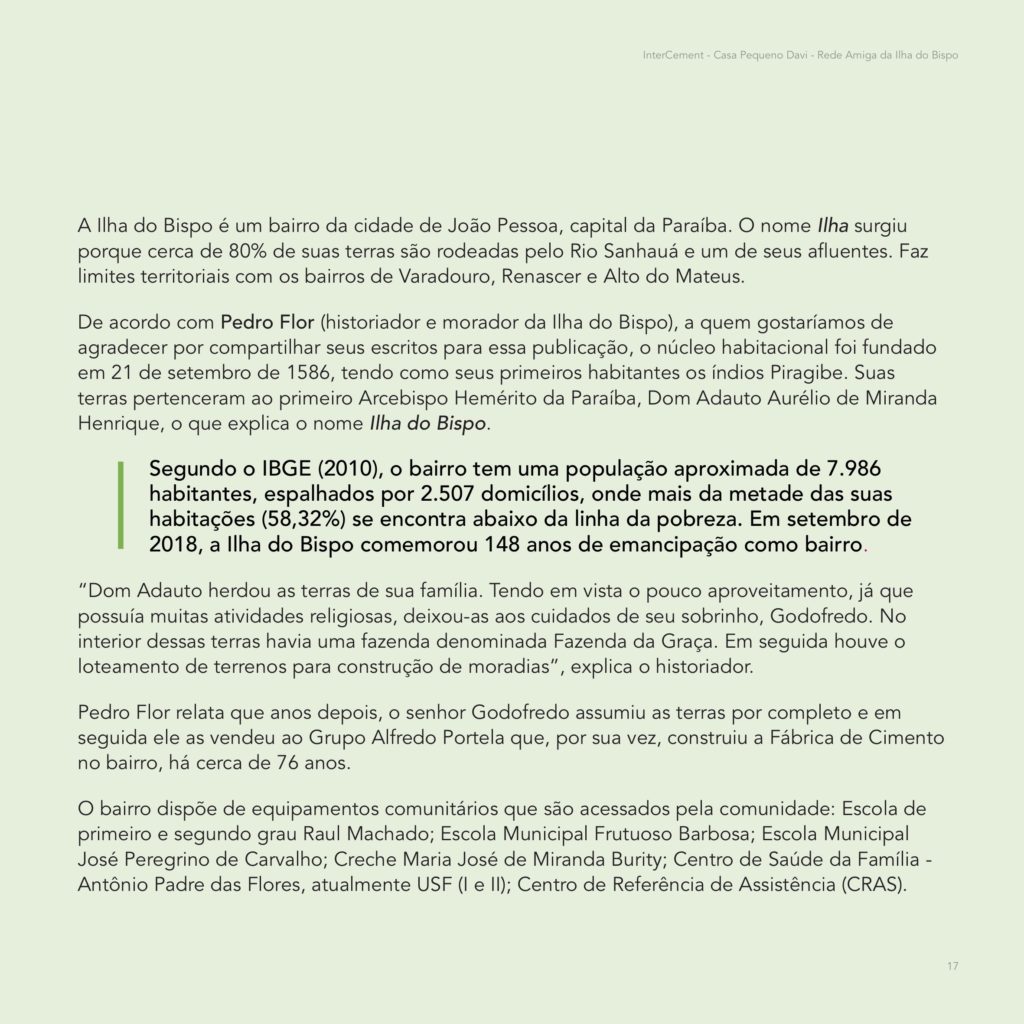 InterCement - Casa Pequeno Davi - Rede Amiga da Ilha do Bispo
A Ilha do Bispo é um bairro da cidade de João Pessoa, capital da Paraíba. O nome Ilha surgiu
porque cerca de 80% de suas terras são rodeadas pelo Rio Sanhauá e um de seus afluentes. Faz
limites territoriais com os bairros de Varadouro, Renascer e Alto do Mateus.
De acordo com Pedro Flor (historiador e morador da Ilha do Bispo), a quem gostaríamos de
agradecer por compartilhar seus escritos para essa publicação, o núcleo habitacional foi fundado
em 21 de setembro de 1586, tendo como seus primeiros habitantes os índios Piragibe. Suas
terras pertenceram ao primeiro Arcebispo Hemérito da Paraíba, Dom Adauto Aurélio de Miranda
Henrique, o que explica o nome Ilha do Bispo.
Segundo o IBGE (2010), o bairro tem uma população aproximada de 7.986
habitantes, espalhados por 2.507 domicílios, onde mais da metade das suas
habitações (58,32%) se encontra abaixo da linha da pobreza. Em setembro de
2018, a Ilha do Bispo comemorou 148 anos de emancipação como bairro.
“Dom Adauto herdou as terras de sua família. Tendo em vista o pouco aproveitamento, já que
possuía muitas atividades religiosas, deixou-as aos cuidados de seu sobrinho, Godofredo. No
interior dessas terras havia uma fazenda denominada Fazenda da Graça. Em seguida houve o
loteamento de terrenos para construção de moradias”, explica o historiador.
Pedro Flor relata que anos depois, o senhor Godofredo assumiu as terras por completo e em
seguida ele as vendeu ao Grupo Alfredo Portela que, por sua vez, construiu a Fábrica de Cimento
no bairro, há cerca de 76 anos.
O bairro dispõe de equipamentos comunitários que são acessados pela comunidade: Escola de
primeiro e segundo grau Raul Machado; Escola Municipal Frutuoso Barbosa; Escola Municipal
José Peregrino de Carvalho; Creche Maria José de Miranda Burity; Centro de Saúde da Família -
Antônio Padre das Flores, atualmente USF (I e II); Centro de Referência de Assistência (CRAS).
17